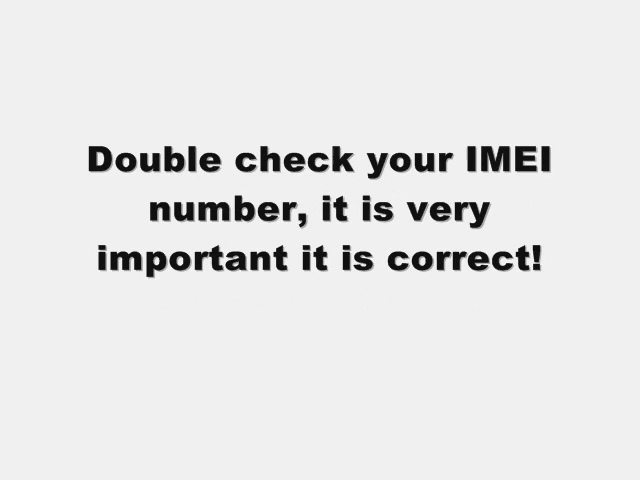 Double check your IMEI
number, it is very
important it is correct!